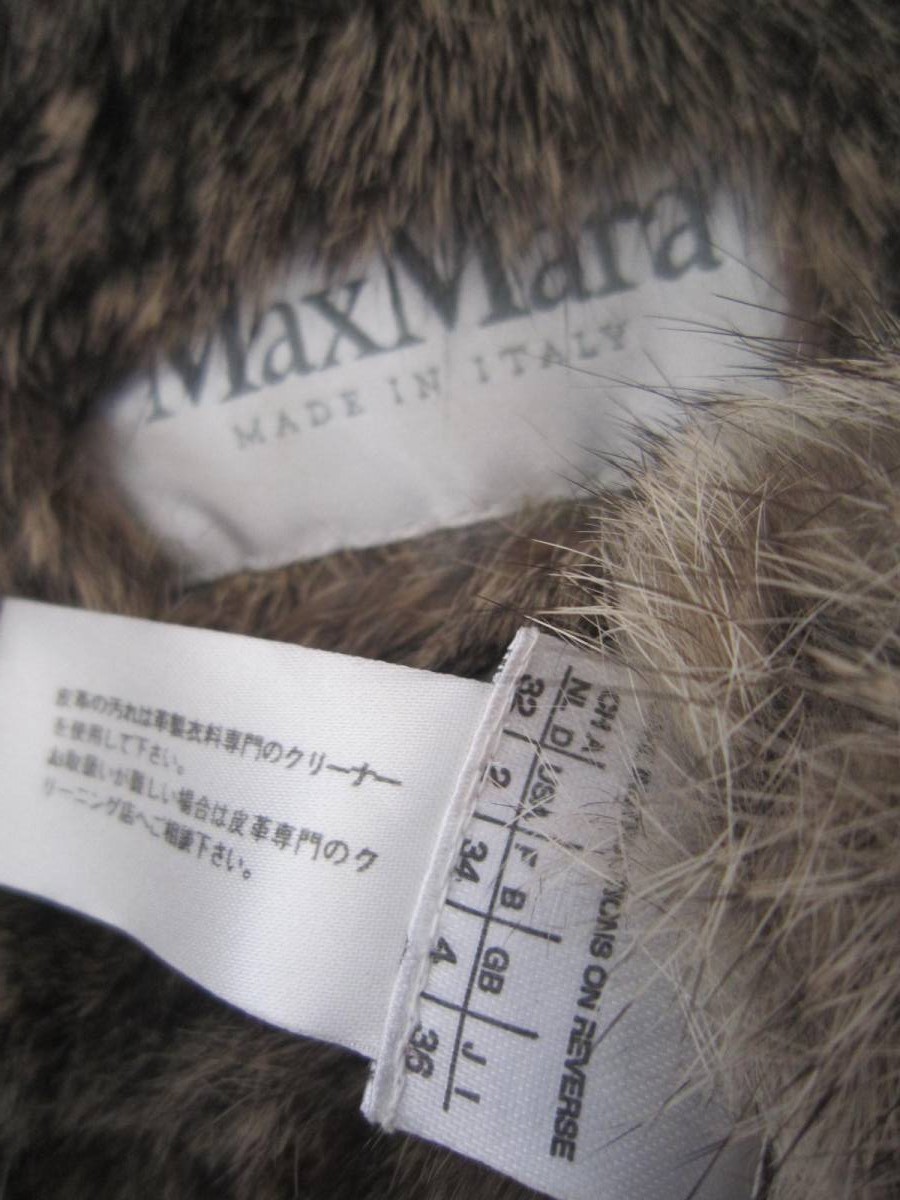 MaxMara
MADE IN ITALY
皮革の汚れは革製衣料専門のクリーナー
を使用して下さい。
お取扱いが難しい場合は皮革専門のク
リーニング店へご相談下さい。
ON REVERSE
CH A
NL D USA F B GB J I
32 2 34 4 36